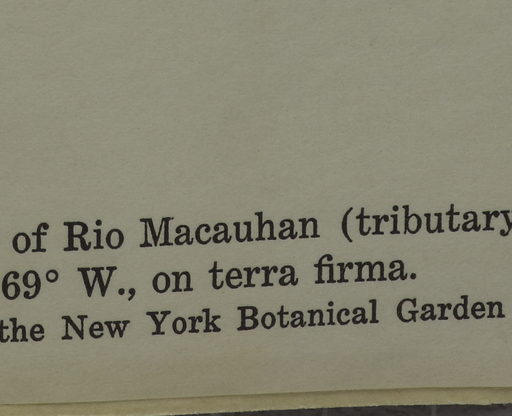 of Rio Macauhan (tributary
69° W., on terra firma.
the New York Botanical Garden